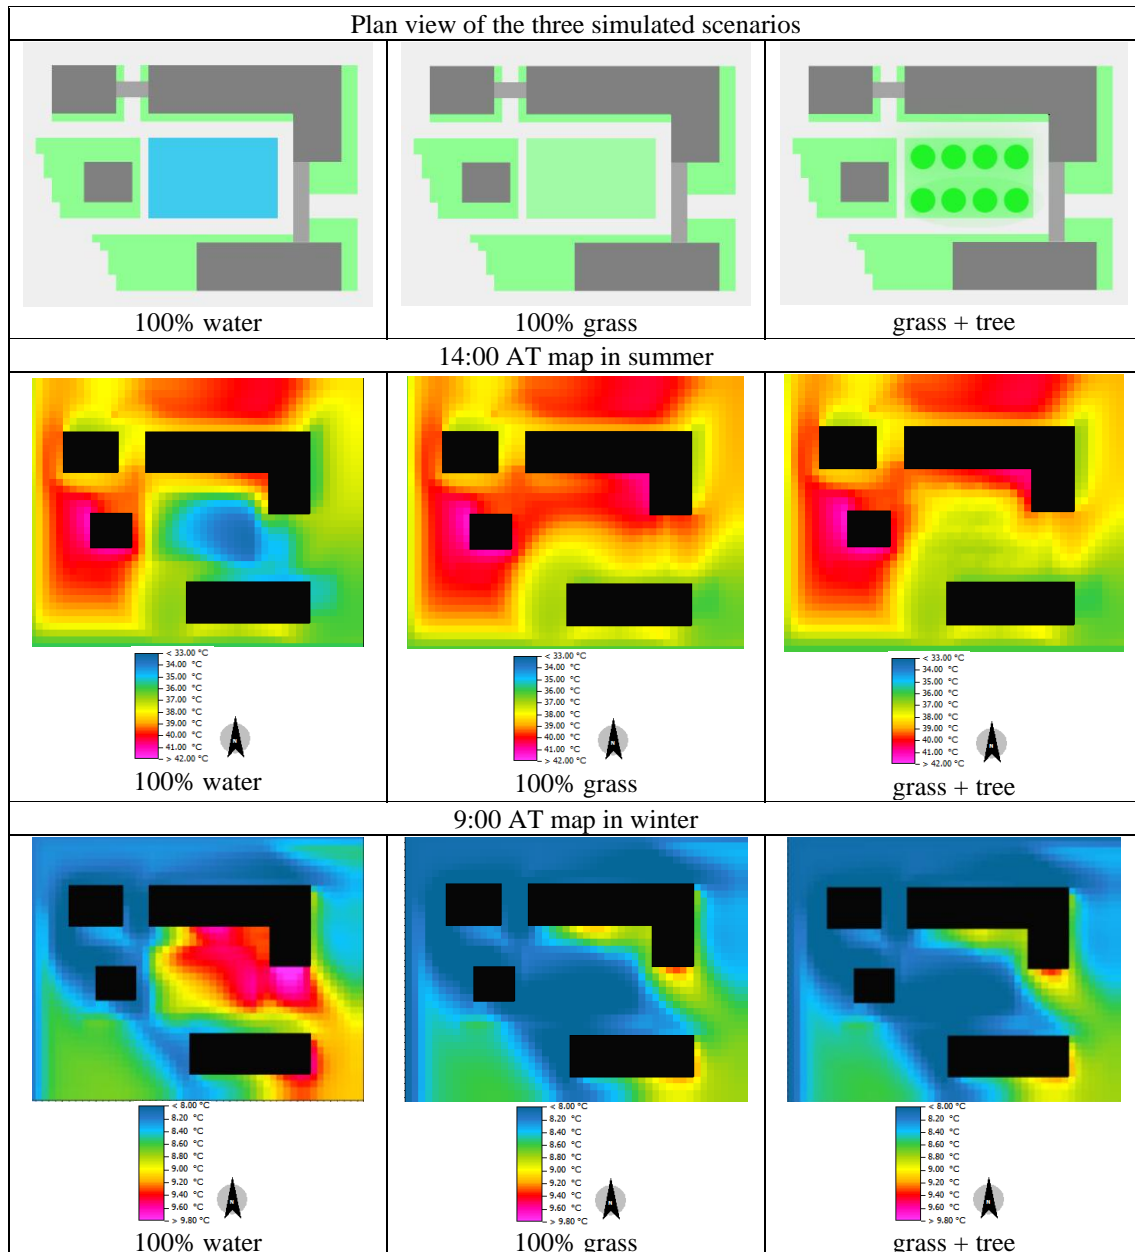 Plan view of the three simulated scenarios
100% water
100% grass
grass + tree
14:00 AT map in summer
< 33.00 °C
34.00 °C
35.00 °C
36.00 °C
37.00 °C
38.00 °C
39.00 °C
40.00 °C
41.00 °C
> 42.00 °C
N
100% water
< 33.00 °C
34.00 °C
35.00 °C
36.00 °C
37.00 °C
38.00 °C
39.00 °C
40.00 °C
41.00 °C
> 42.00 °C
N
100% grass
< 33.00 °C
34.00 °C
35.00 °C
36.00 °C
37.00 °C
38.00 °C
39.00 °C
40.00 °C
41.00 °C
> 42.00 °C
N
grass + tree
9:00 AT map in winter
< 8.00 °C
8.20 °C
8.40 °C
8.60 °C
8.80 °C
9.00 °C
9.20 °C
9.40 °C
9.60 °C
> 9.80 °C
N
100% water
< 8.00 °C
8.20 °C
8.40 °C
8.60 °C
8.80 °C
9.00 °C
9.20 °C
9.40 °C
9.60 °C
> 9.80 °C
N
100% grass
< 8.00 °C
8.20 °C
8.40 °C
8.60 °C
8.80 °C
9.00 °C
9.20 °C
9.40 °C
9.60 °C
> 9.80 °C
N
grass + tree